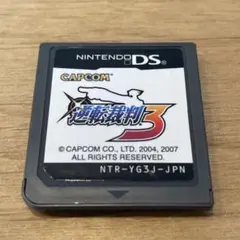 NINTENDO DS
CAPCOM
逆転裁判3
© CAPCOM CO., LTD. 2004, 2007
ALL RIGHTS RESERVED.
NTR-YG3J-JPN